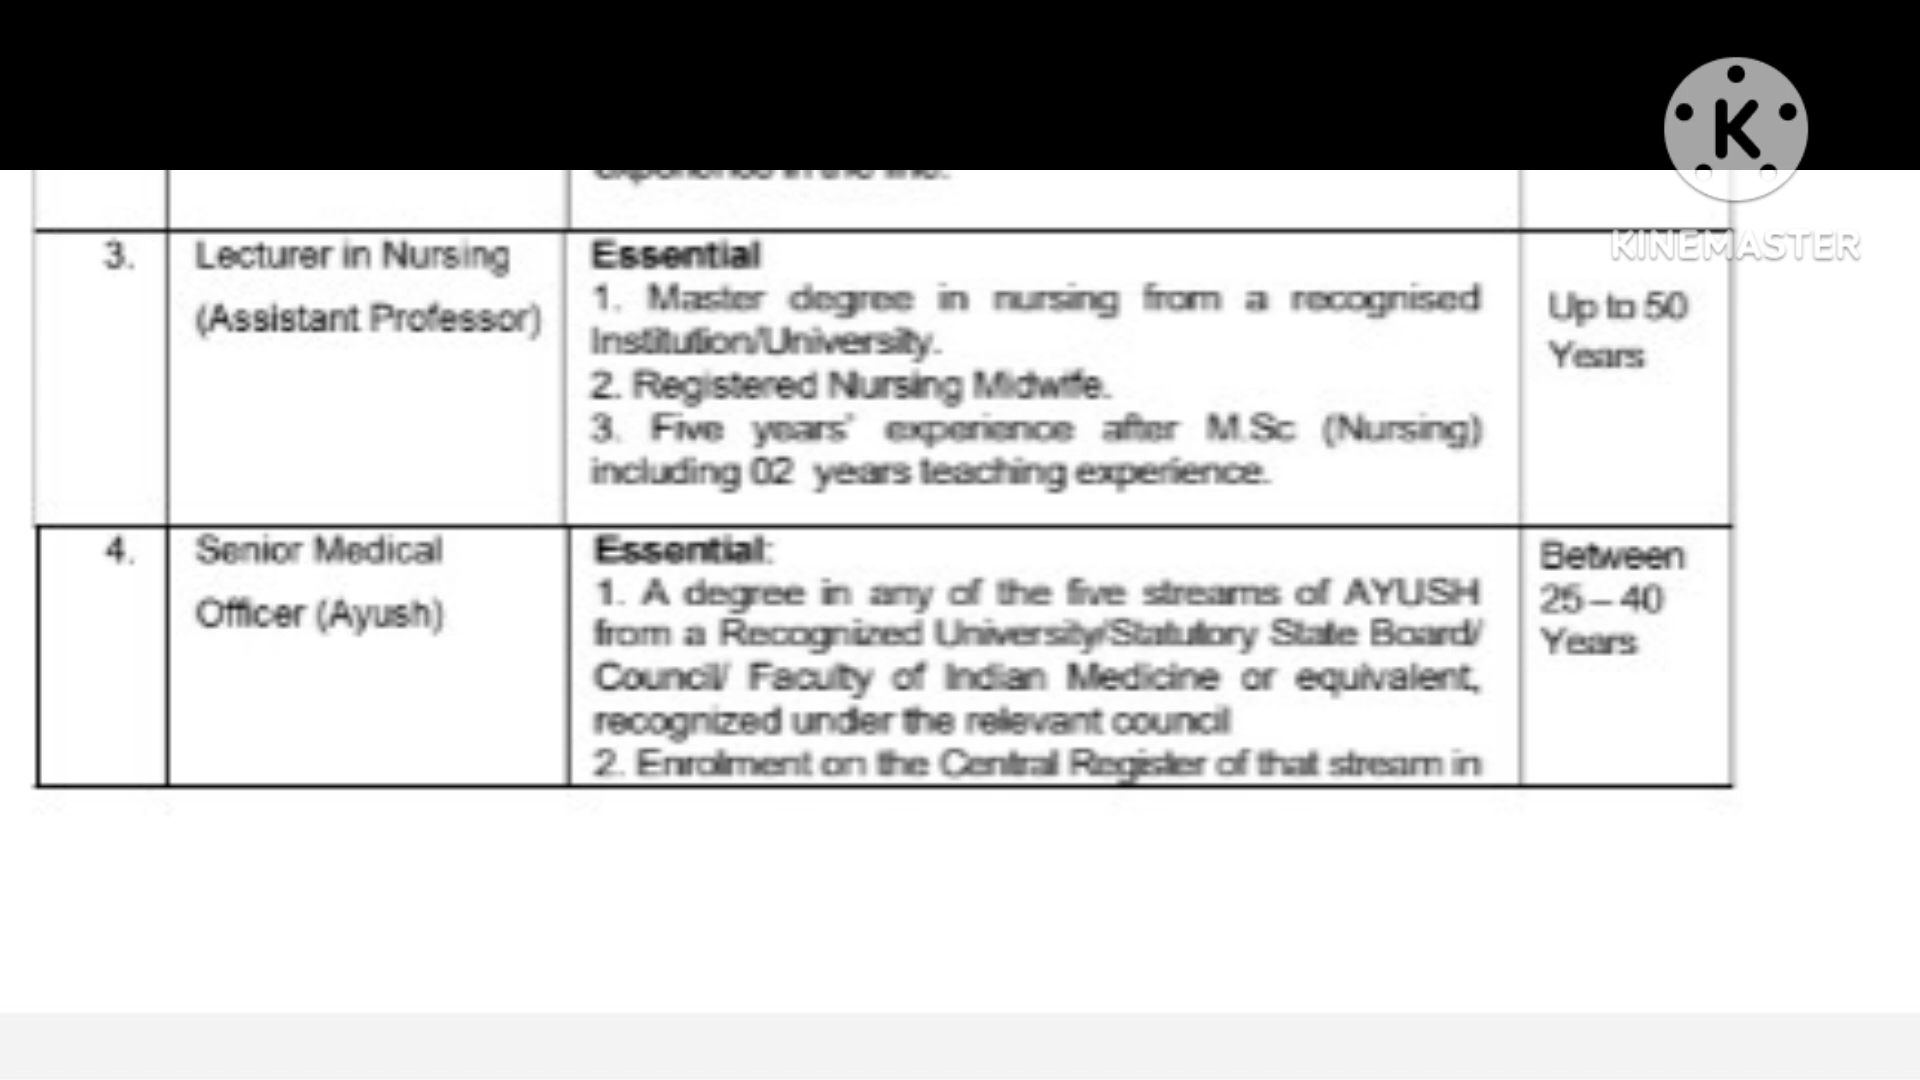 K
KINEMASTER
experience in the line.
3.
Lecturer in Nursing
(Assistant Professor)
Essential
1. Master degree in nursing from a recognised
Institution/University.
2. Registered Nursing Midwife.
3. Five years' experience after M.Sc (Nursing)
including 02 years teaching experience.
Up to 50
Years
4.
Senior Medical
Officer (Ayush)
Essential:
1. A degree in any of the five streams of AYUSH
from a Recognized University/Statutory State Board/
Council/ Faculty of Indian Medicine or equivalent,
recognized under the relevant council
2. Enrolment on the Central Register of that stream in
Between
25 – 40
Years